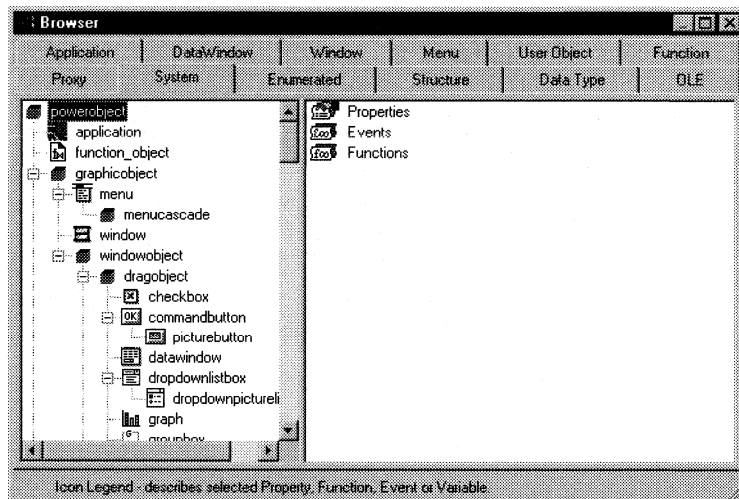 Browser
Application DataWindow Window Menu User Object Function
Proxy System Enumerated Structure Data Type OLE
powerobject
application
function_object
graphicobject
menu
menucascade
window
windowobject
dragobject
checkbox
commandbutton
picturebutton
datawindow
dropdownlistbox
dropdownpictureli
graph
groupbox
Properties
Events
Functions
Icon Legend - describes selected Property, Function, Event or Variable